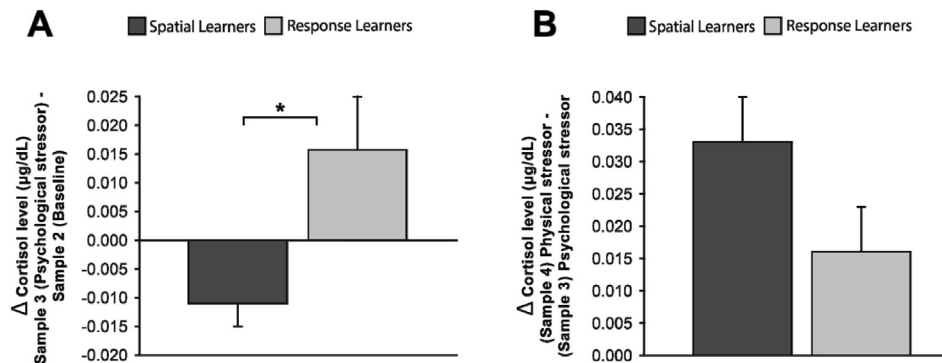 A
Spatial Learners Response Learners
Δ Cortisol level (µg/dL)
Sample 3 (Psychological stressor) -
Sample 2 (Baseline)
0.025
0.025
0.015
0.010
0.005
0.000
-0.005
-0.010
-0.015
-0.020
*
B
Spatial Learners Response Learners
Δ Cortisol level (µg/dL)
(Sample 4) Physical stressor -
(Sample 3) Psychological stressor
0.040
0.035
0.030
0.025
0.025
0.015
0.010
0.005
0.000